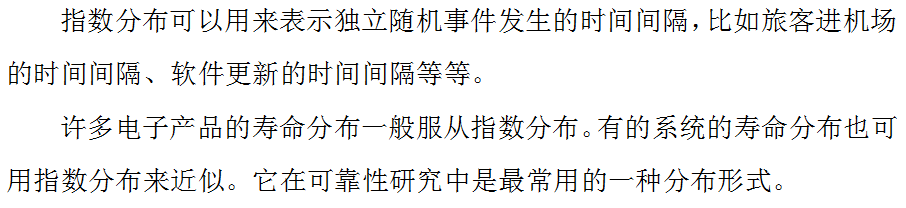 指数分布可以用来表示独立随机事件发生的时间间隔，比如旅客进机场
的时间间隔、软件更新的时间间隔等等。
许多电子产品的寿命分布一般服从指数分布。有的系统的寿命分布也可
用指数分布来近似。它在可靠性研究中是最常用的一种分布形式。